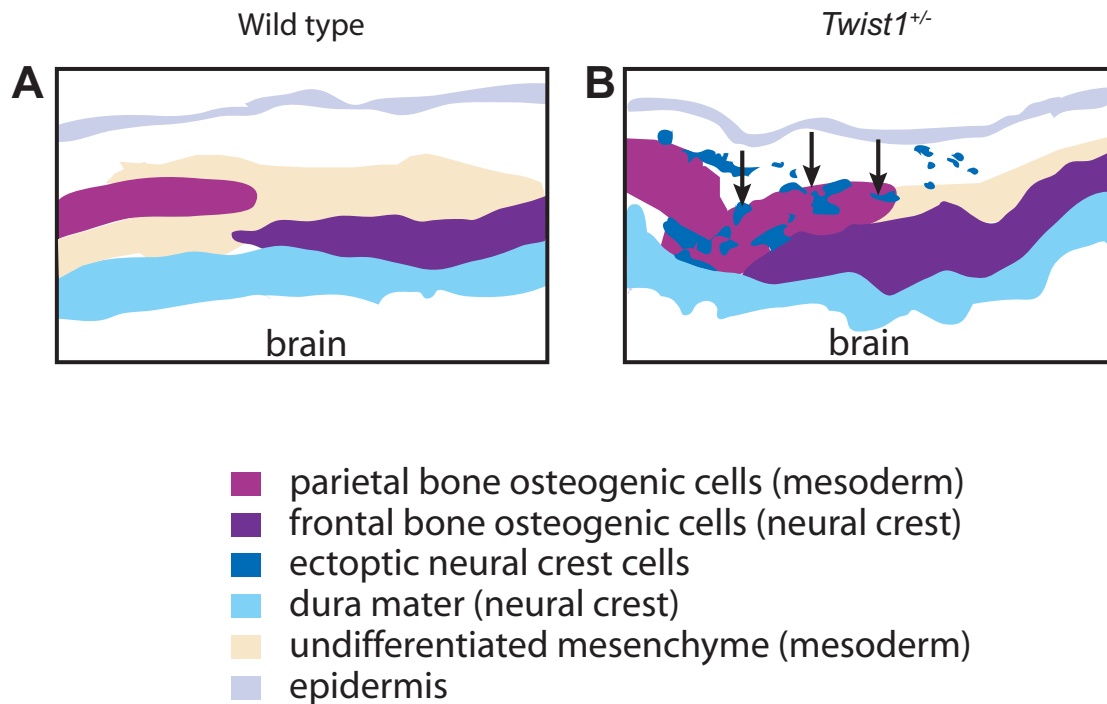 Wild type
Twist1+/-
A
B
brain
brain
parietal bone osteogenic cells (mesoderm)
frontal bone osteogenic cells (neural crest)
ectoptic neural crest cells
dura mater (neural crest)
undifferentiated mesenchyme (mesoderm)
epidermis